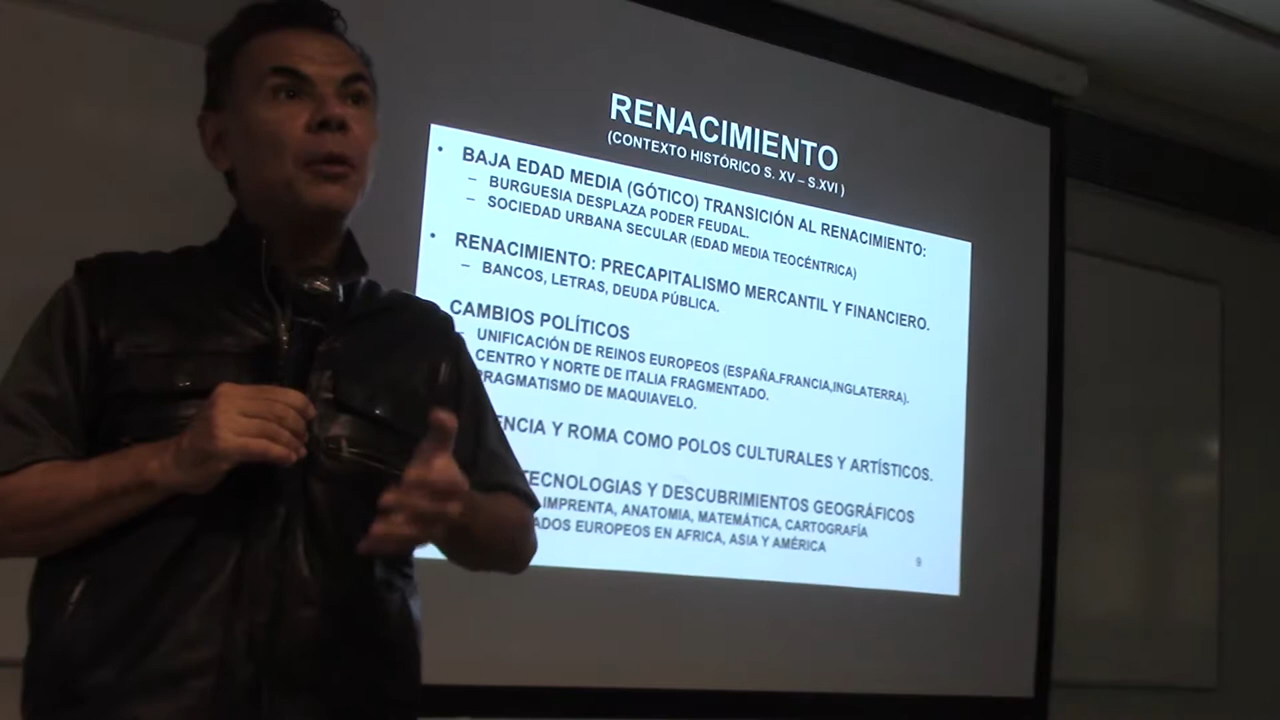 RENACIMIENTO
(CONTEXTO HISTÓRICO S. XV – S.XVI )
• BAJA EDAD MEDIA (GÓTICO) TRANSICIÓN AL RENACIMIENTO:
– BURGUESIA DESPLAZA PODER FEUDAL.
– SOCIEDAD URBANA SECULAR (EDAD MEDIA TEOCÉNTRICA)
• RENACIMIENTO: PRECAPITALISMO MERCANTIL Y FINANCIERO.
– BANCOS, LETRAS, DEUDA PÚBLICA.
CAMBIOS POLÍTICOS
– UNIFICACIÓN DE REINOS EUROPEOS (ESPAÑA,FRANCIA,INGLATERRA).
CENTRO Y NORTE DE ITALIA FRAGMENTADO.
PRAGMATISMO DE MAQUIAVELO.
Y ROMA COMO POLOS CULTURALES Y ARTÍSTICOS.
TECNOLOGIAS Y DESCUBRIMIENTOS GEOGRÁFICOS
IMPRENTA, ANATOMIA, MATEMÁTICA, CARTOGRAFÍA
EUROPEOS EN AFRICA, ASIA Y AMÉRICA
9